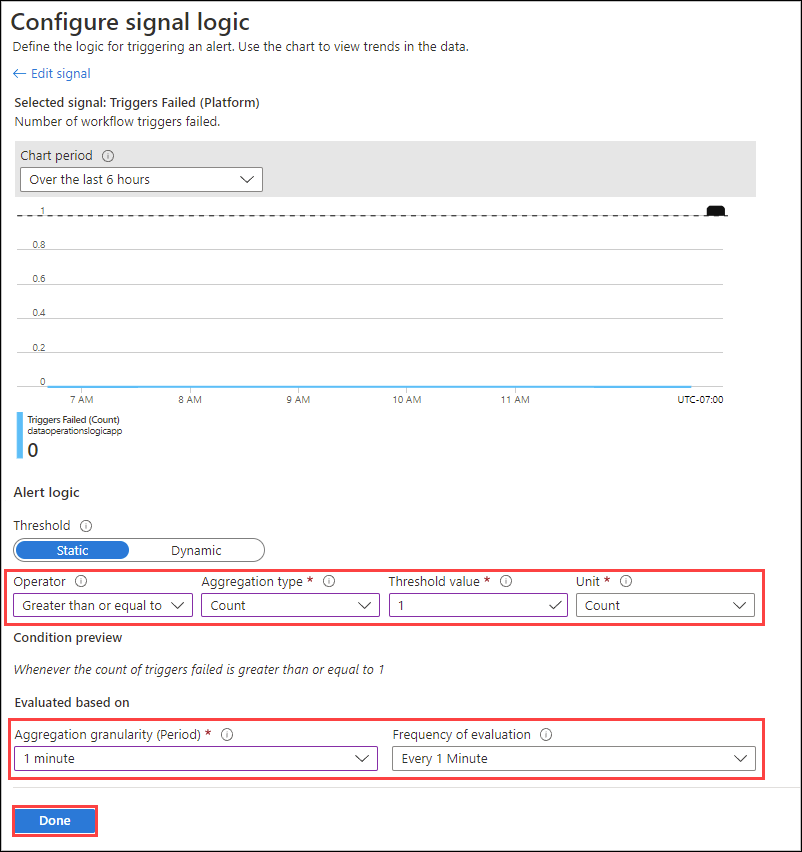 Configure signal logic
Define the logic for triggering an alert. Use the chart to view trends in the data.
← Edit signal
Selected signal: Triggers Failed (Platform)
Number of workflow triggers failed.
Chart period
Over the last 6 hours
1
0.8
0.6
0.4
0.2
0
7 AM 8 AM 9 AM 10 AM 11 AM UTC-07:00
Triggers Failed (Count)
dataoperationslogicapp
0
Alert logic
Threshold
Static Dynamic
Operator Aggregation type * Threshold value * Unit *
Greater than or equal to Count 1 Count
Condition preview
Whenever the count of triggers failed is greater than or equal to 1
Evaluated based on
Aggregation granularity (Period) * Frequency of evaluation
1 minute Every 1 Minute
Done